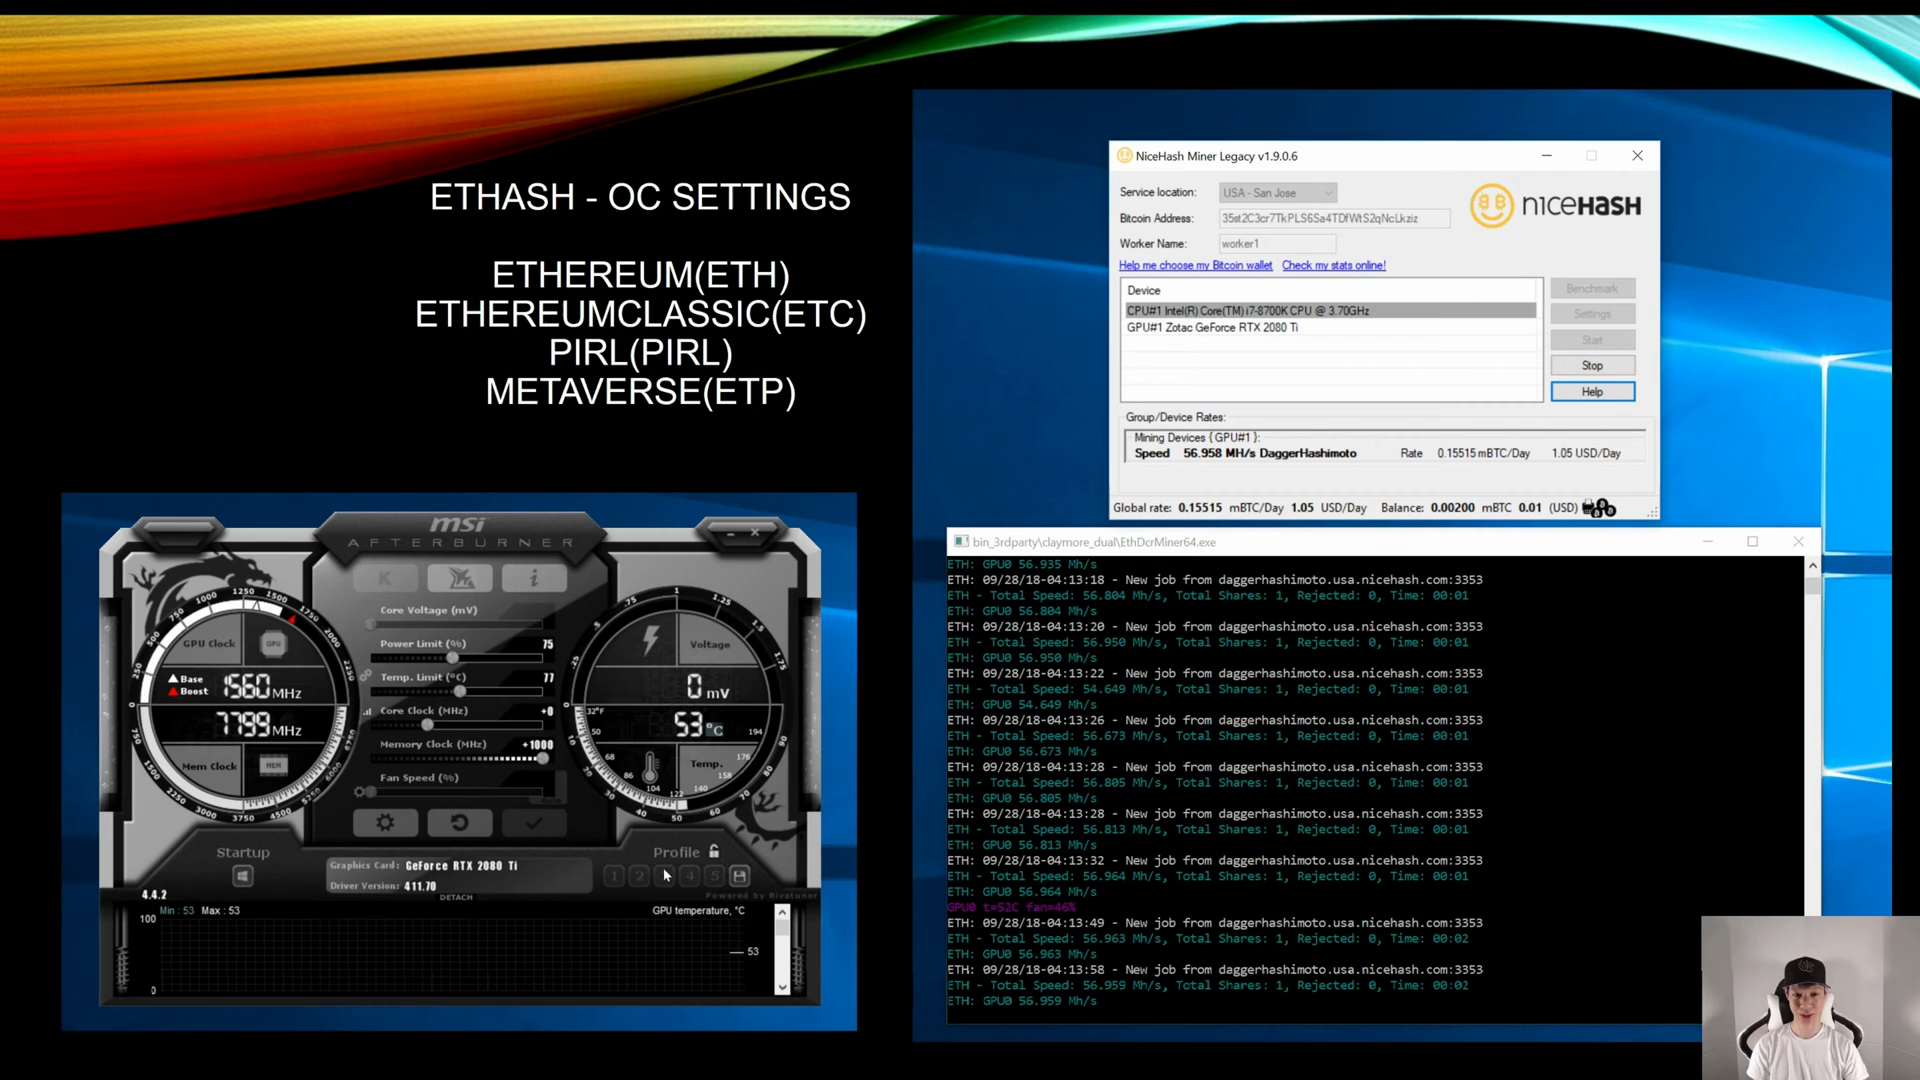 ETHASH - OC SETTINGS
ETHEREUM(ETH)
ETHEREUMCLASSIC(ETC)
PIRL(PIRL)
METAVERSE(ETP)
NiceHash Miner Legacy v1.9.0.6
Service location: USA - San Jose
Bitcoin Address: 35st2C3cr7TkPLS6Sa4TDfWtS2qNcLkziz
Worker Name: worker1
niceHASH
Help me choose my Bitcoin wallet Check my stats online!
Device
CPU#1 Intel(R) Core(TM) i7-8700K CPU @ 3.70GHz
GPU#1 Zotac GeForce RTX 2080 Ti
Benchmark
Settings
Start
Stop
Help
Group/Device Rates:
Mining Devices { GPU#1 }:
Speed 56.958 MH/s DaggerHashimoto Rate 0.15515 mBTC/Day 1.05 USD/Day
Global rate: 0.15515 mBTC/Day 1.05 USD/Day Balance: 0.00200 mBTC 0.01 (USD)
bin_3rdparty\claymore_dual\EthDcrMiner64.exe
ETH: GPU0 56.935 Mh/s
ETH: 09/28/18-04:13:18 - New job from daggerhashimoto.usa.nicehash.com:3353
ETH - Total Speed: 56.804 Mh/s, Total Shares: 1, Rejected: 0, Time: 00:01
ETH: GPU0 56.804 Mh/s
ETH: 09/28/18-04:13:20 - New job from daggerhashimoto.usa.nicehash.com:3353
ETH - Total Speed: 56.950 Mh/s, Total Shares: 1, Rejected: 0, Time: 00:01
ETH: GPU0 56.950 Mh/s
ETH: 09/28/18-04:13:22 - New job from daggerhashimoto.usa.nicehash.com:3353
ETH - Total Speed: 54.649 Mh/s, Total Shares: 1, Rejected: 0, Time: 00:01
ETH: GPU0 54.649 Mh/s
ETH: 09/28/18-04:13:26 - New job from daggerhashimoto.usa.nicehash.com:3353
ETH - Total Speed: 56.673 Mh/s, Total Shares: 1, Rejected: 0, Time: 00:01
ETH: GPU0 56.673 Mh/s
ETH: 09/28/18-04:13:28 - New job from daggerhashimoto.usa.nicehash.com:3353
ETH - Total Speed: 56.805 Mh/s, Total Shares: 1, Rejected: 0, Time: 00:01
ETH: GPU0 56.805 Mh/s
ETH: 09/28/18-04:13:28 - New job from daggerhashimoto.usa.nicehash.com:3353
ETH - Total Speed: 56.813 Mh/s, Total Shares: 1, Rejected: 0, Time: 00:01
ETH: GPU0 56.813 Mh/s
ETH: 09/28/18-04:13:32 - New job from daggerhashimoto.usa.nicehash.com:3353
ETH - Total Speed: 56.964 Mh/s, Total Shares: 1, Rejected: 0, Time: 00:01
ETH: GPU0 56.964 Mh/s
GPU0 t=52C fan=46%
ETH: 09/28/18-04:13:49 - New job from daggerhashimoto.usa.nicehash.com:3353
ETH - Total Speed: 56.963 Mh/s, Total Shares: 1, Rejected: 0, Time: 00:02
ETH: GPU0 56.963 Mh/s
ETH: 09/28/18-04:13:58 - New job from daggerhashimoto.usa.nicehash.com:3353
ETH - Total Speed: 56.959 Mh/s, Total Shares: 1, Rejected: 0, Time: 00:02
ETH: GPU0 56.959 Mh/s
msi
AFTERBURNER
K i
Core Voltage (mV)
Power Limit (%) 75
Temp. Limit (°C) 77
Core Clock (MHz) +0
Memory Clock (MHz) +1000
Fan Speed (%)
GPU Clock GPU
Base
Boost
1560 MHz
7799 MHz
Mem Clock MEM
Voltage
0 mV
53 °C
Temp.
Startup
Profile
1 2 4 5
Graphics Card: GeForce RTX 2080 Ti
Driver Version: 411.70
4.4.2
DETACH
Powered by Rivatuner
Min : 53 Max : 53
GPU temperature, °C
100
53
0